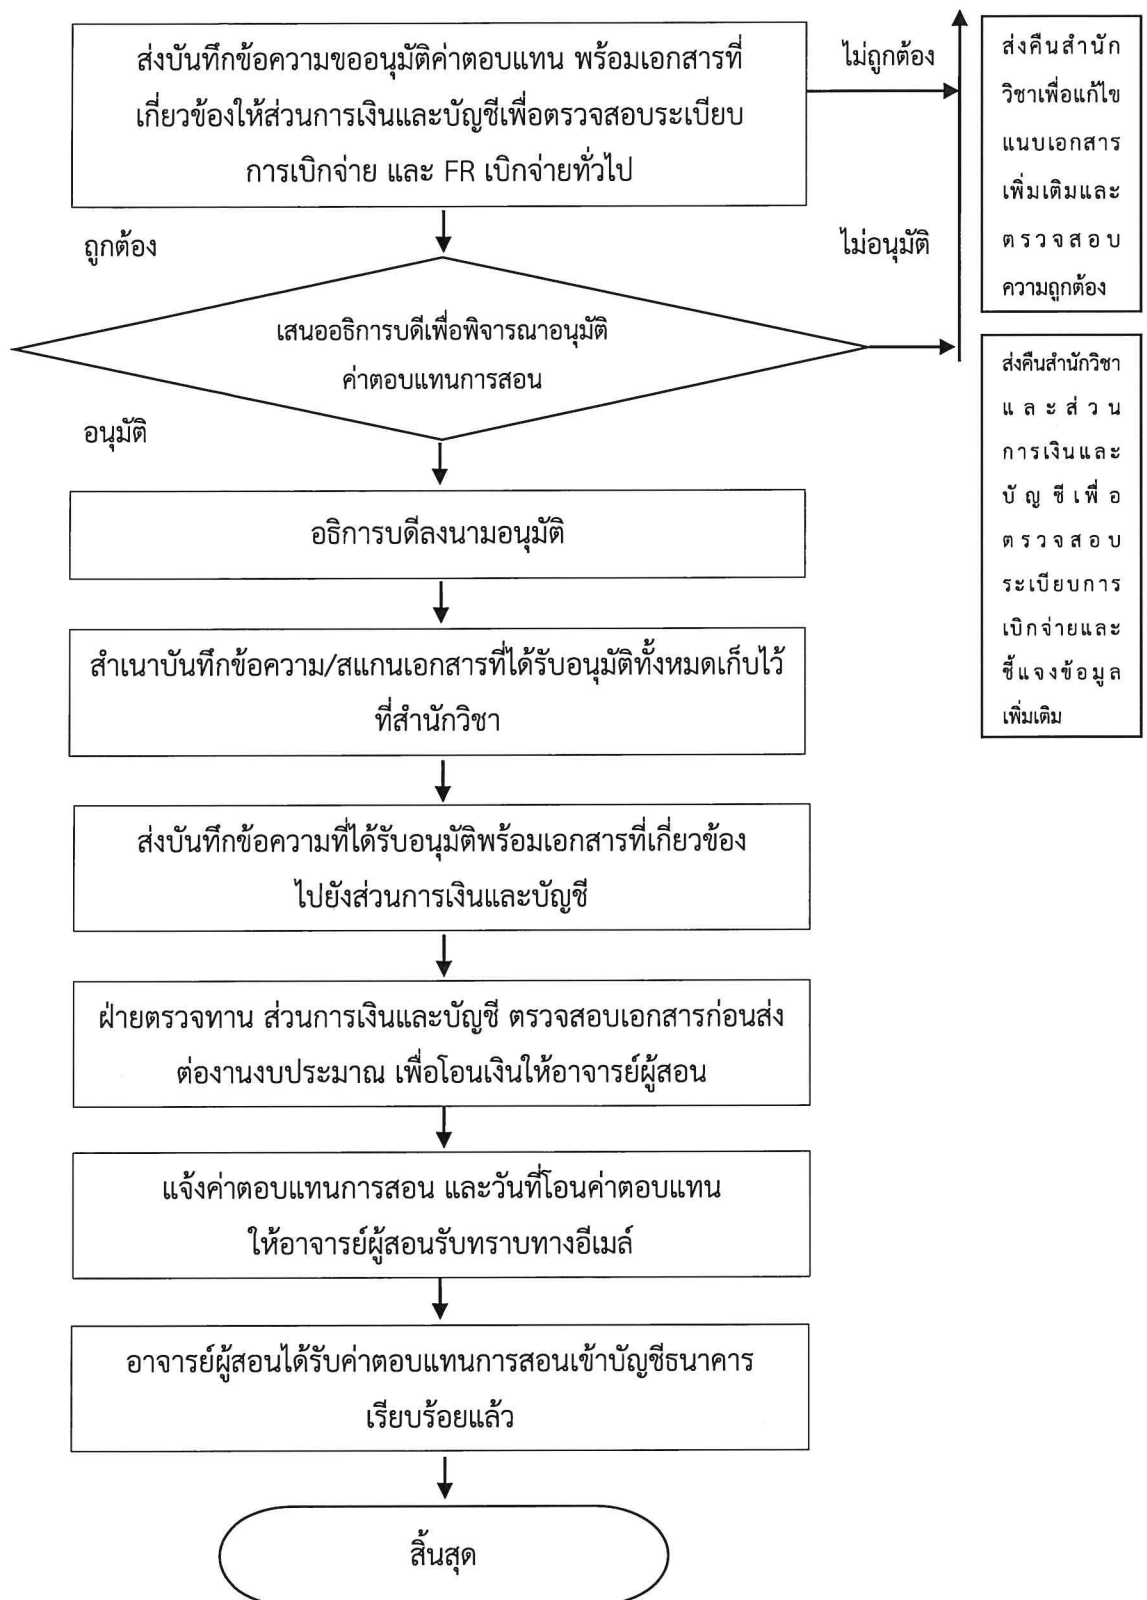 ส่งบันทึกข้อความขออนุมัติค่าตอบแทน พร้อมเอกสารที่
เกี่ยวข้องให้ส่วนการเงินและบัญชีเพื่อตรวจสอบระเบียบ
การเบิกจ่าย และ FR เบิกจ่ายทั่วไป
ไม่ถูกต้อง
ส่งคืนสำนัก
วิชาเพื่อแก้ไข
แนบเอกสาร
เพิ่มเติมและ
ตรวจสอบ
ความถูกต้อง
ถูกต้อง
ไม่อนุมัติ
เสนออธิการบดีเพื่อพิจารณาอนุมัติ
ค่าตอบแทนการสอน
ส่งคืนสำนักวิชา
และส่วน
การเงินและ
บัญชีเพื่อ
ตรวจสอบ
ระเบียบการ
เบิกจ่ายและ
ชี้แจงข้อมูล
เพิ่มเติม
อนุมัติ
อธิการบดีลงนามอนุมัติ
สำเนาบันทึกข้อความ/สแกนเอกสารที่ได้รับอนุมัติทั้งหมดเก็บไว้
ที่สำนักวิชา
ส่งบันทึกข้อความที่ได้รับอนุมัติพร้อมเอกสารที่เกี่ยวข้อง
ไปยังส่วนการเงินและบัญชี
ฝ่ายตรวจทาน ส่วนการเงินและบัญชี ตรวจสอบเอกสารก่อนส่ง
ต่องานงบประมาณ เพื่อโอนเงินให้อาจารย์ผู้สอน
แจ้งค่าตอบแทนการสอน และวันที่โอนค่าตอบแทน
ให้อาจารย์ผู้สอนรับทราบทางอีเมล์
อาจารย์ผู้สอนได้รับค่าตอบแทนการสอนเข้าบัญชีธนาคาร
เรียบร้อยแล้ว
สิ้นสุด